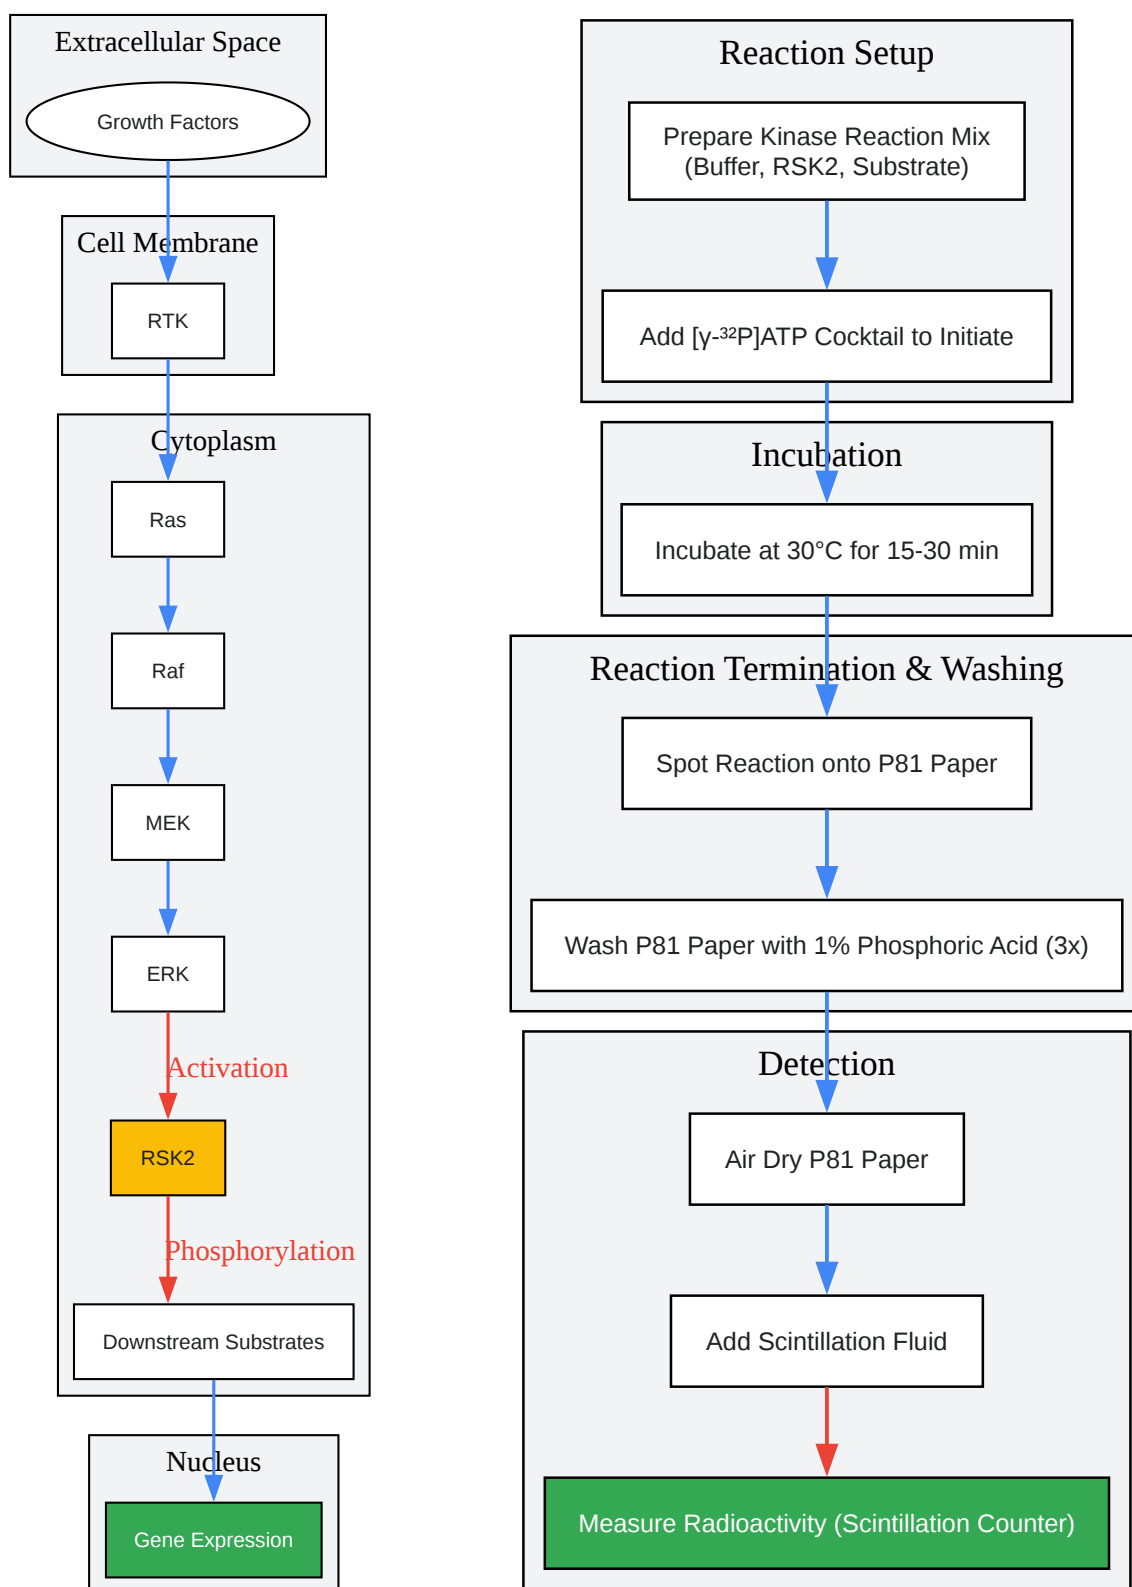 Extracellular Space
Growth Factors
Cell Membrane
RTK
Cytoplasm
Ras
Raf
MEK
ERK
Activation
RSK2
Phosphorylation
Downstream Substrates
Nucleus
Gene Expression
Reaction Setup
Prepare Kinase Reaction Mix
(Buffer, RSK2, Substrate)
Add [γ-³²P]ATP Cocktail to Initiate
Incubation
Incubate at 30°C for 15-30 min
Reaction Termination & Washing
Spot Reaction onto P81 Paper
Wash P81 Paper with 1% Phosphoric Acid (3x)
Detection
Air Dry P81 Paper
Add Scintillation Fluid
Measure Radioactivity (Scintillation Counter)